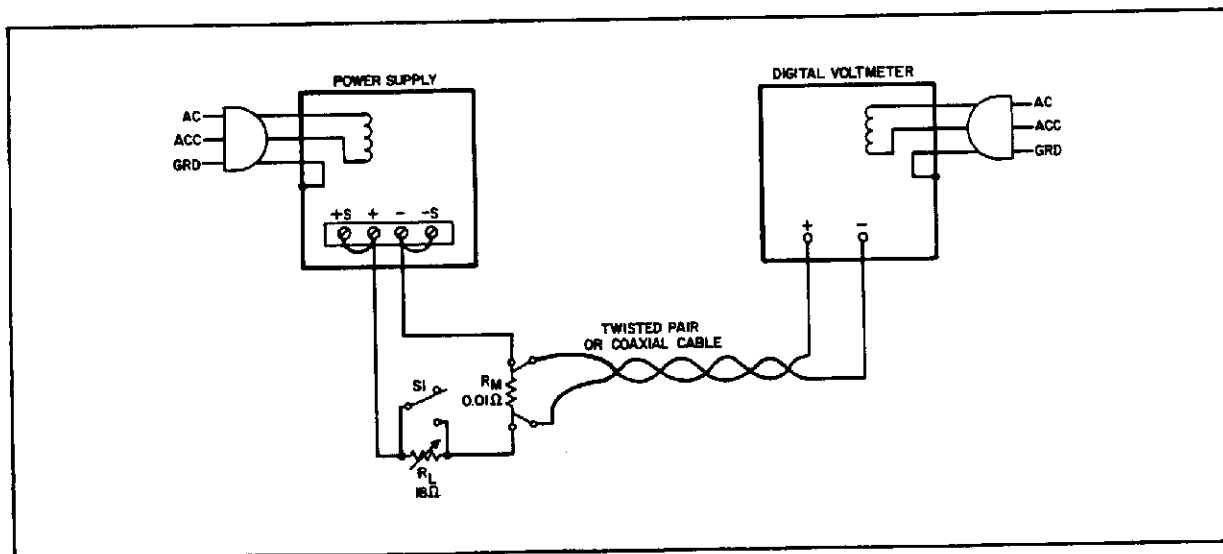 POWER SUPPLY
AC
ACC
GRD
+S + - -S
DIGITAL VOLTMETER
AC
ACC
GRD
+ -
TWISTED PAIR
OR COAXIAL CABLE
S1
RM
0.01Ω
RL
18Ω